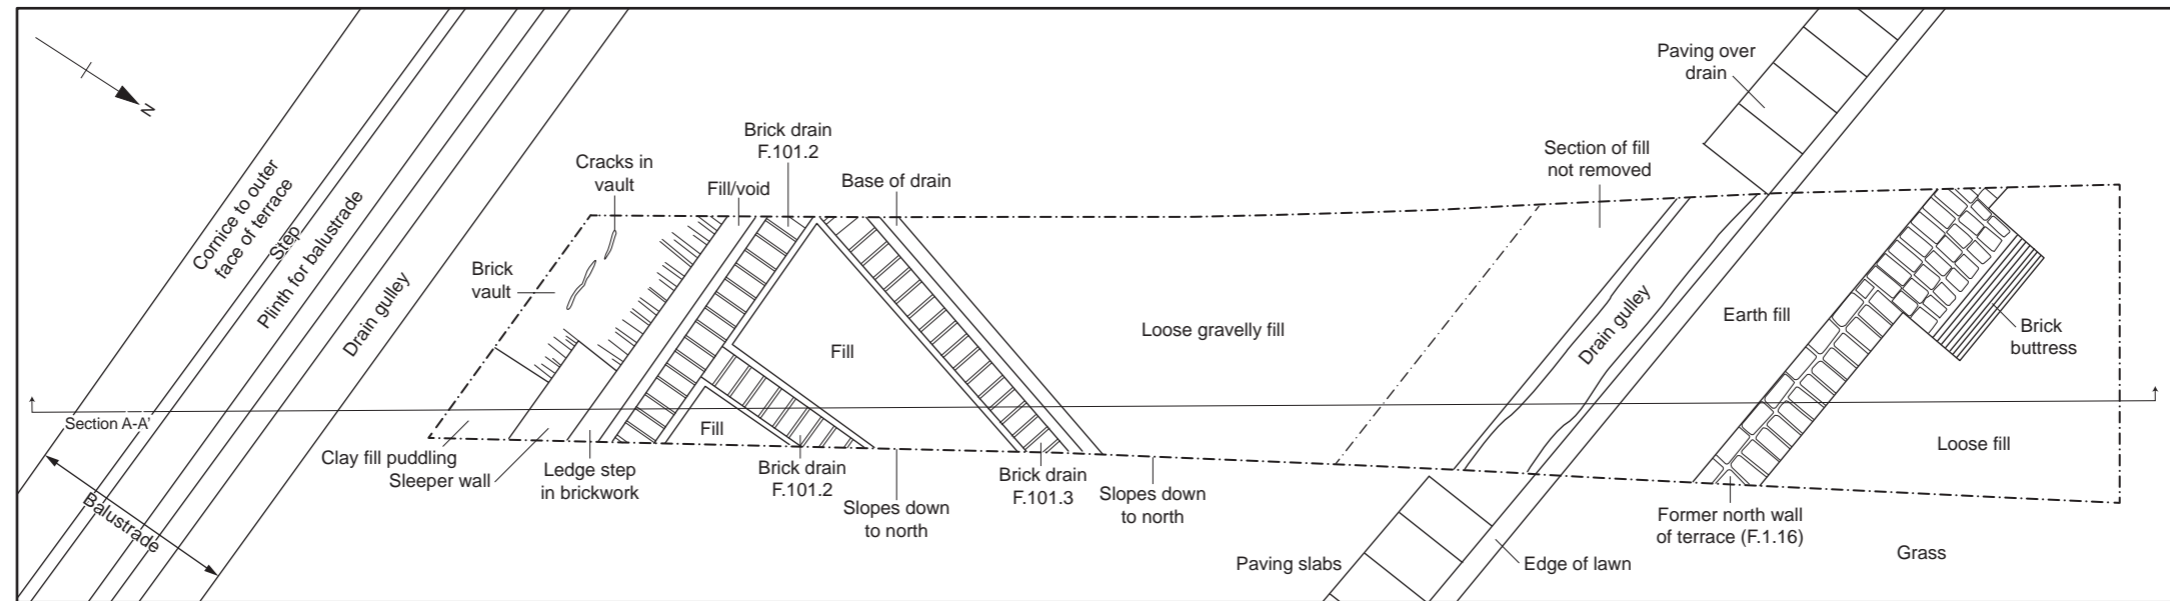 N
Cornice to outer
face of terrace
Step
Plinth for balustrade
Drain gulley
Balustrade
Section A-A'
Brick
vault
Cracks in
vault
Fill/void
Brick drain
F.101.2
Base of drain
Clay fill puddling
Sleeper wall
Ledge step
in brickwork
Fill
Fill
Brick drain
F.101.2
Slopes down
to north
Brick drain
F.101.3
Slopes down
to north
Loose gravelly fill
Section of fill
not removed
Paving over
drain
Drain gulley
Earth fill
Brick
buttress
Loose fill
Former north wall
of terrace (F.1.16)
Grass
Paving slabs
Edge of lawn